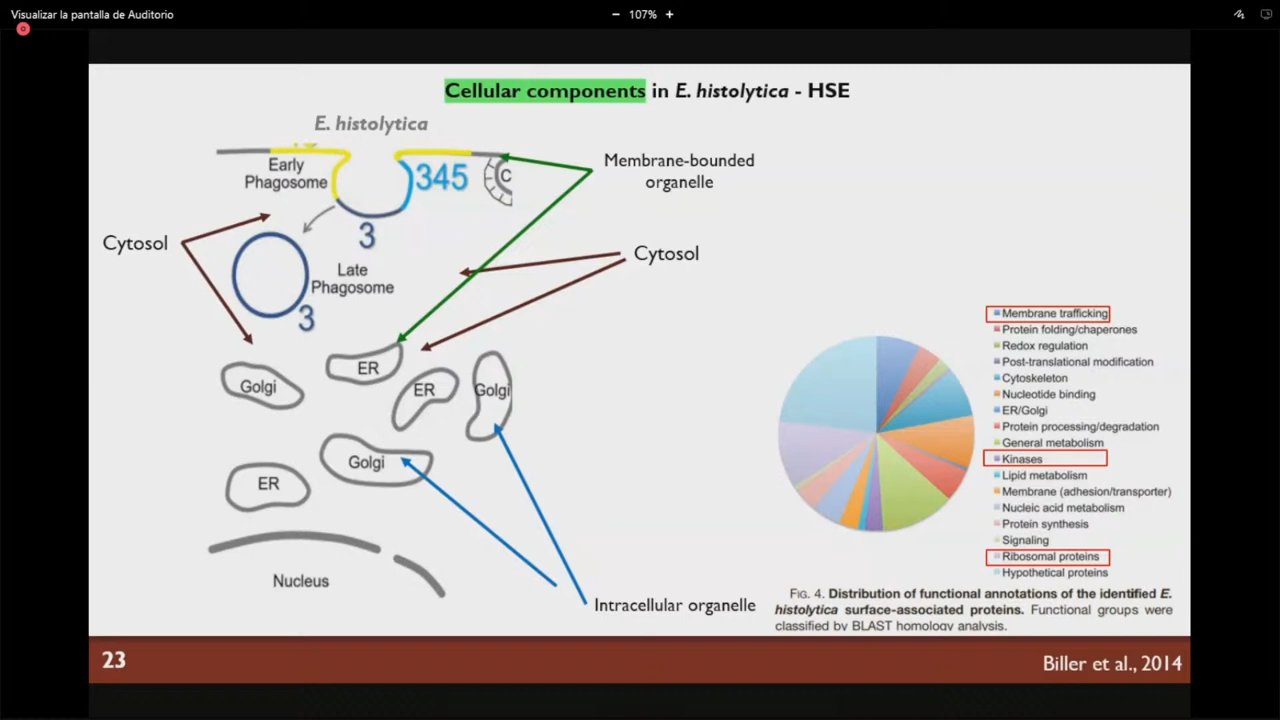 Visualizar la pantalla de Auditorio
− 107% +
Cellular components in E. histolytica - HSE
E. histolytica
Early
Phagosome
345
C
Membrane-bounded
organelle
3
Cytosol
Cytosol
Late
Phagosome
3
Golgi
ER
ER
Golgi
Golgi
ER
Nucleus
Intracellular organelle
Membrane trafficking
Protein folding/chaperones
Redox regulation
Post-translational modification
Cytoskeleton
Nucleotide binding
ER/Golgi
Protein processing/degradation
General metabolism
Kinases
Lipid metabolism
Membrane (adhesion/transporter)
Nucleic acid metabolism
Protein synthesis
Signaling
Ribosomal proteins
Hypothetical proteins
FIG. 4. Distribution of functional annotations of the identified E.
histolytica surface-associated proteins. Functional groups were
classified by BLAST homology analysis.
23
Biller et al., 2014